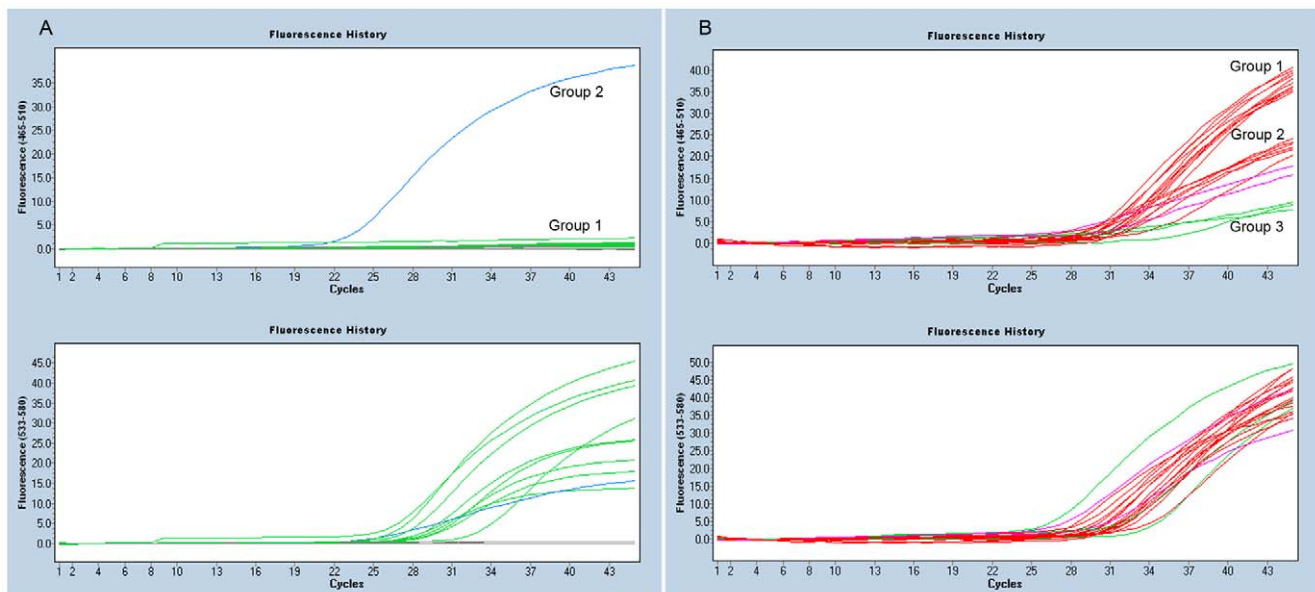 A
Fluorescence History
Fluorescence (465-510)
35.0
30.0
25.0
20.0
15.0
10.0
5.0
0.0
Group 2
Group 1
1 2 4 6 8 10 13 16 19 22 25 28 31 34 37 40 43
Cycles
Fluorescence History
Fluorescence (533-580)
45.0
40.0
35.0
30.0
25.0
20.0
15.0
10.0
5.0
0.0
1 2 4 6 8 10 13 16 19 22 25 28 31 34 37 40 43
Cycles
B
Fluorescence History
Fluorescence (465-510)
40.0
35.0
30.0
25.0
20.0
15.0
10.0
5.0
0.0
Group 1
Group 2
Group 3
1 2 4 6 8 10 13 16 19 22 25 28 31 34 37 40 43
Cycles
Fluorescence History
Fluorescence (533-580)
50.0
45.0
40.0
35.0
30.0
25.0
20.0
15.0
10.0
5.0
0.0
1 2 4 6 8 10 13 16 19 22 25 28 31 34 37 40 43
Cycles